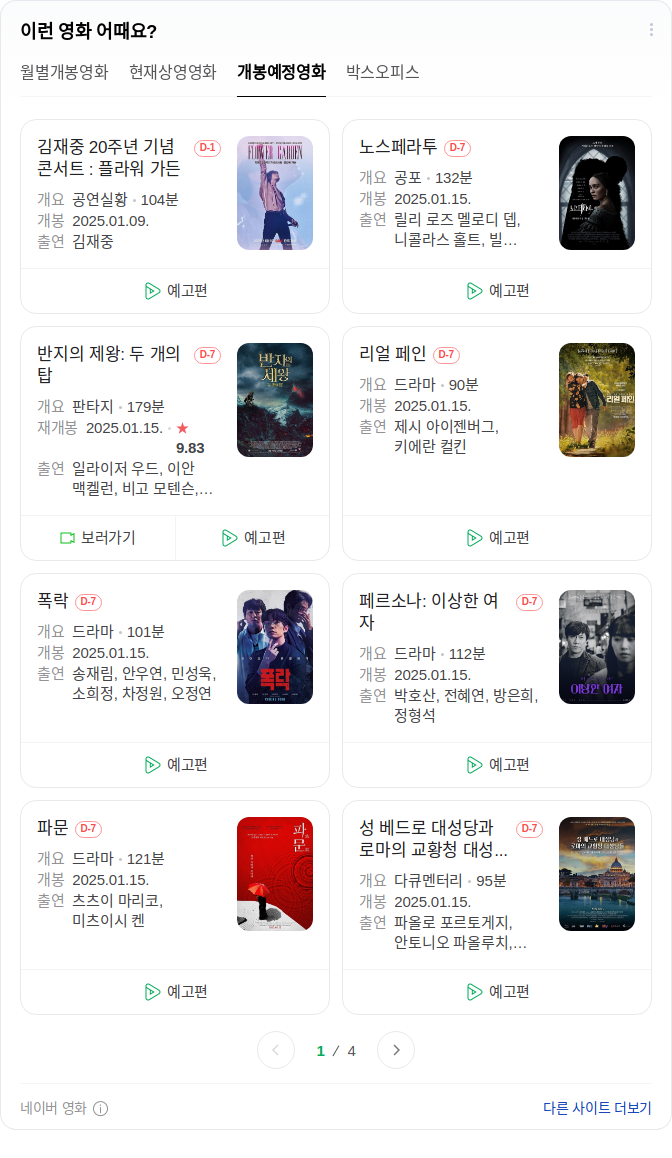 이런 영화 어때요?
월별개봉영화 현재상영영화 개봉예정영화 박스오피스
김재중 20주년 기념 콘서트 : 플라워 가든 D-1
개요 공연실황 104분
개봉 2025.01.09.
출연 김재중
FLOWER GARDEN
예고편
노스페라투 D-7
개요 공포 132분
개봉 2025.01.15.
출연 릴리 로즈 멜로디 뎁,
니콜라스 홀트, 빌…
예고편
반지의 제왕: 두 개의 탑 D-7
개요 판타지 179분
재개봉 2025.01.15. ★ 9.83
출연 일라이저 우드, 이안
맥켈런, 비고 모텐슨,…
반지의 제왕
보러가기 예고편
리얼 페인 D-7
개요 드라마 90분
개봉 2025.01.15.
출연 제시 아이젠버그,
키에란 컬킨
리얼 페인
예고편
폭락 D-7
개요 드라마 101분
개봉 2025.01.15.
출연 송재림, 안우연, 민성욱,
소희정, 차정원, 오정연
폭락
예고편
페르소나: 이상한 여자 D-7
개요 드라마 112분
개봉 2025.01.15.
출연 박호산, 전혜연, 방은희,
정형석
이상한 여자
예고편
파문 D-7
개요 드라마 121분
개봉 2025.01.15.
출연 츠츠이 마리코,
미츠이시 켄
파문
예고편
성 베드로 대성당과
로마의 교황청 대성... D-7
개요 다큐멘터리 95분
개봉 2025.01.15.
출연 파올로 포르토게지,
안토니오 파올루치,…
성 베드로 대성당과
로마의 교황청 대성당들
예고편
1 / 4
네이버 영화
다른 사이트 더보기